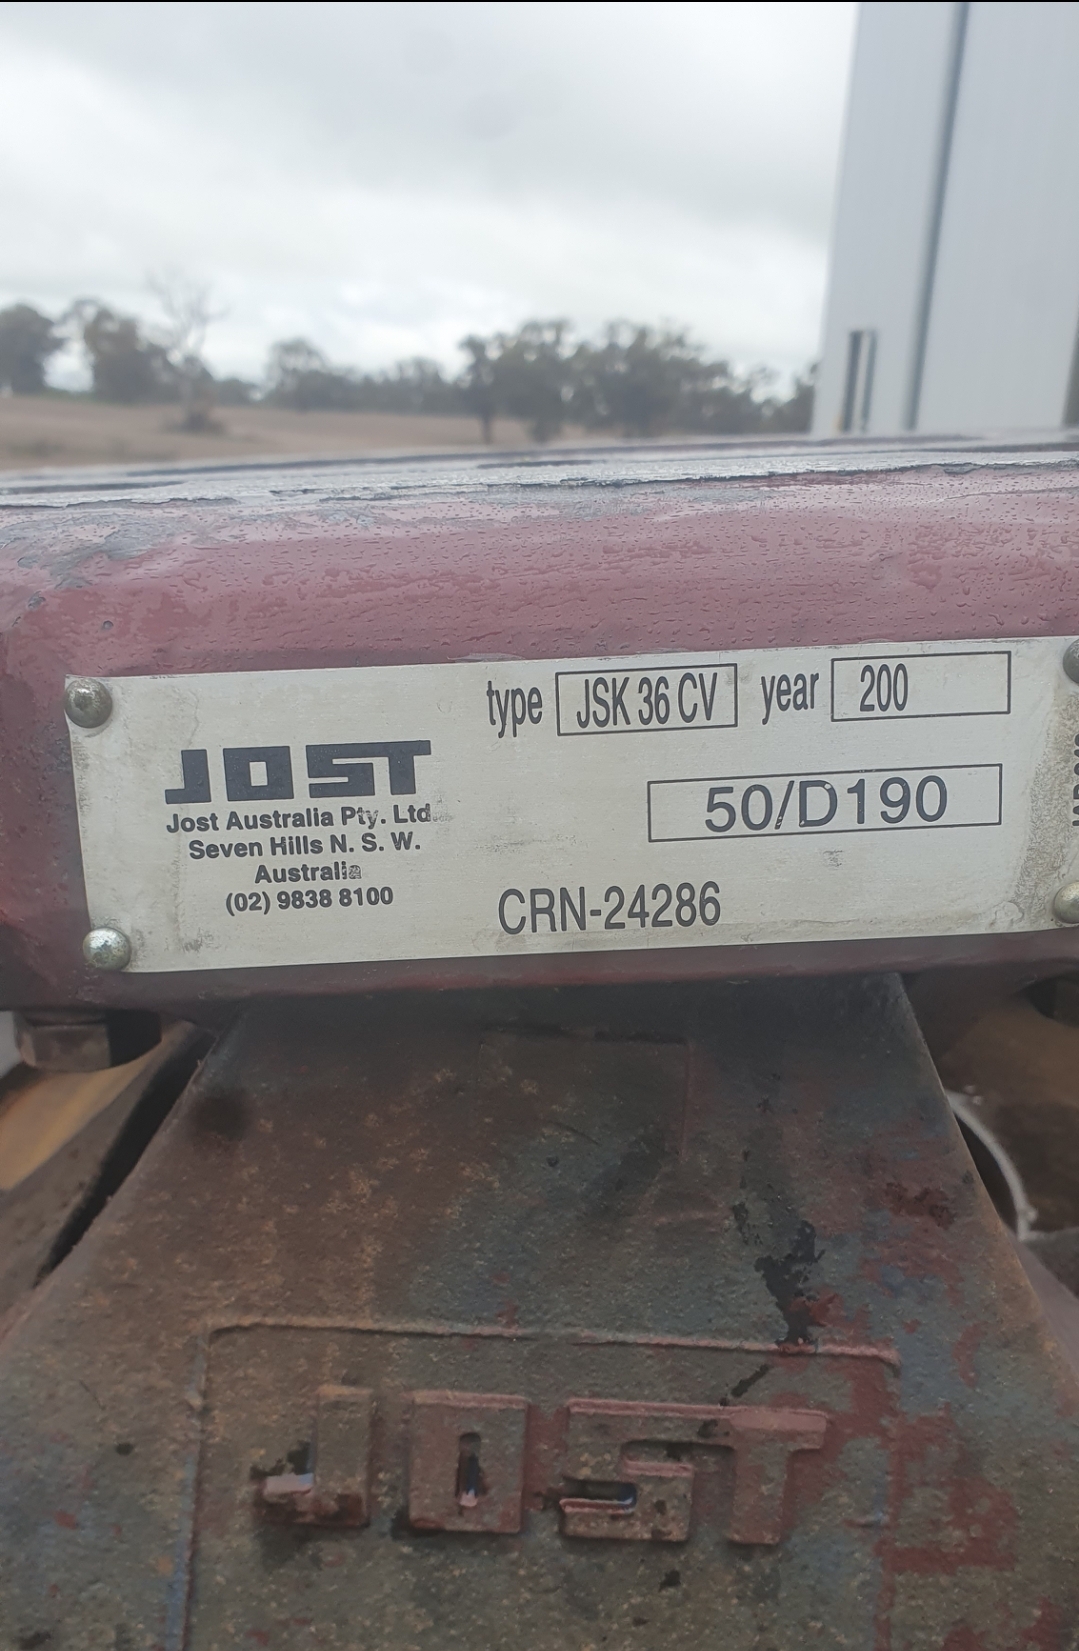 type JSK 36 CV year 200
JOST
Jost Australia Pty. Ltd.
Seven Hills N. S. W.
Australia
(02) 9838 8100
50/D190
CRN-24286
JOST